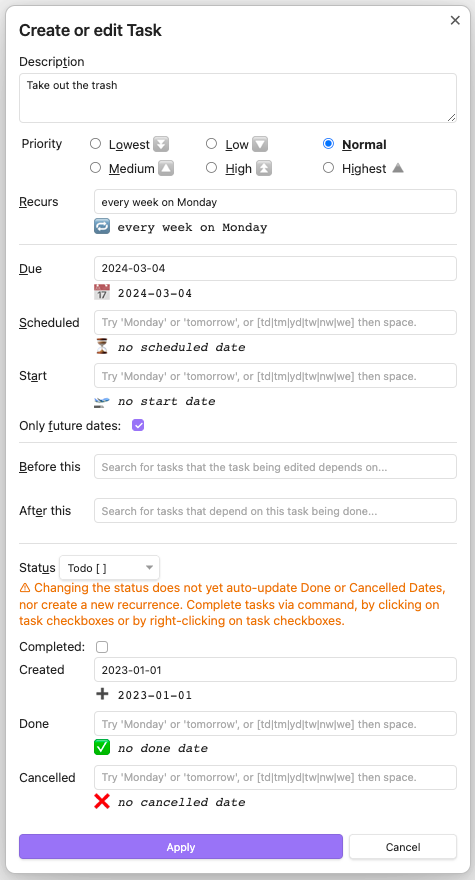 Create or edit Task
Description
Take out the trash
Priority Lowest Low Normal
Medium High Highest
Recurs every week on Monday
every week on Monday
Due 2024-03-04
2024-03-04
Scheduled Try 'Monday' or 'tomorrow', or [td|tm|yd|tw|nw|we] then space.
no scheduled date
Start Try 'Monday' or 'tomorrow', or [td|tm|yd|tw|nw|we] then space.
no start date
Only future dates:
Before this Search for tasks that the task being edited depends on...
After this Search for tasks that depend on this task being done...
Status Todo [ ]
⚠ Changing the status does not yet auto-update Done or Cancelled Dates,
nor create a new recurrence. Complete tasks via command, by clicking on
task checkboxes or by right-clicking on task checkboxes.
Completed:
Created 2023-01-01
2023-01-01
Done Try 'Monday' or 'tomorrow', or [td|tm|yd|tw|nw|we] then space.
no done date
Cancelled Try 'Monday' or 'tomorrow', or [td|tm|yd|tw|nw|we] then space.
no cancelled date
Apply Cancel